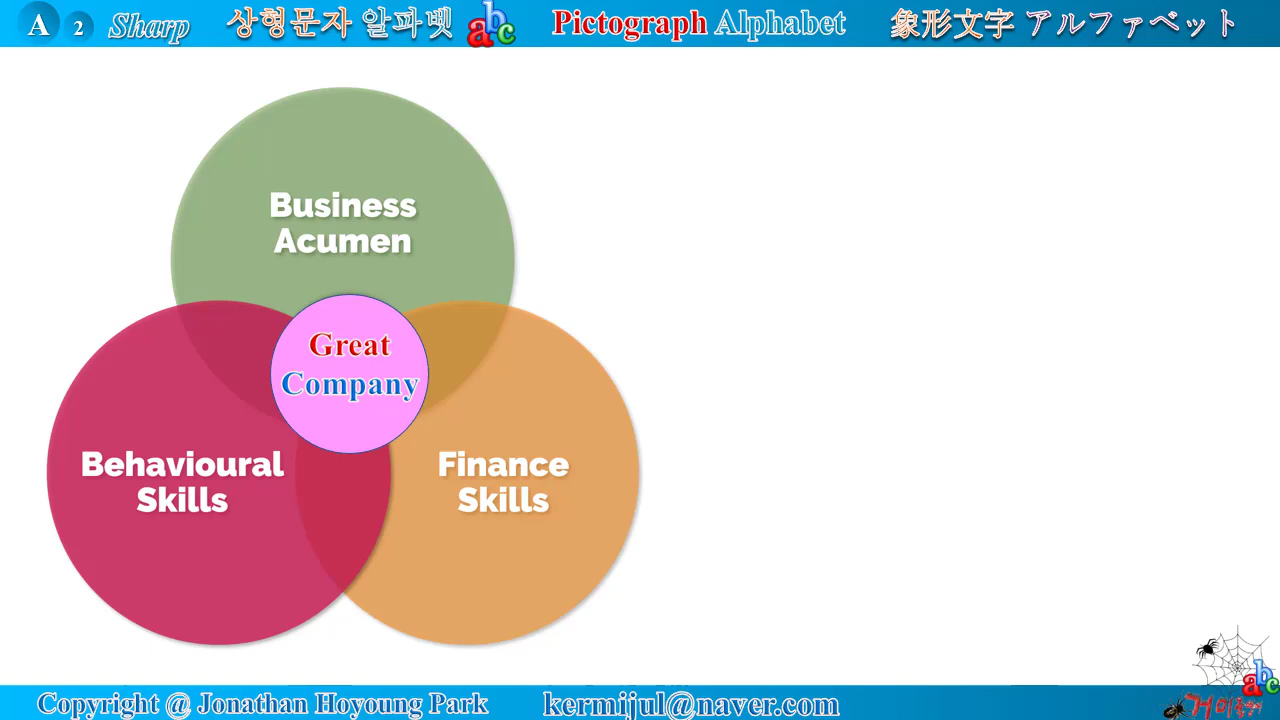 A 2 Sharp 상형문자 알파벳 abc Pictograph Alphabet 象形文字 アルファベット
Business
Acumen
Great
Company
Behavioural
Skills
Finance
Skills
abc
Copyright @ Jonathan Hoyoung Park kermijul@naver.com